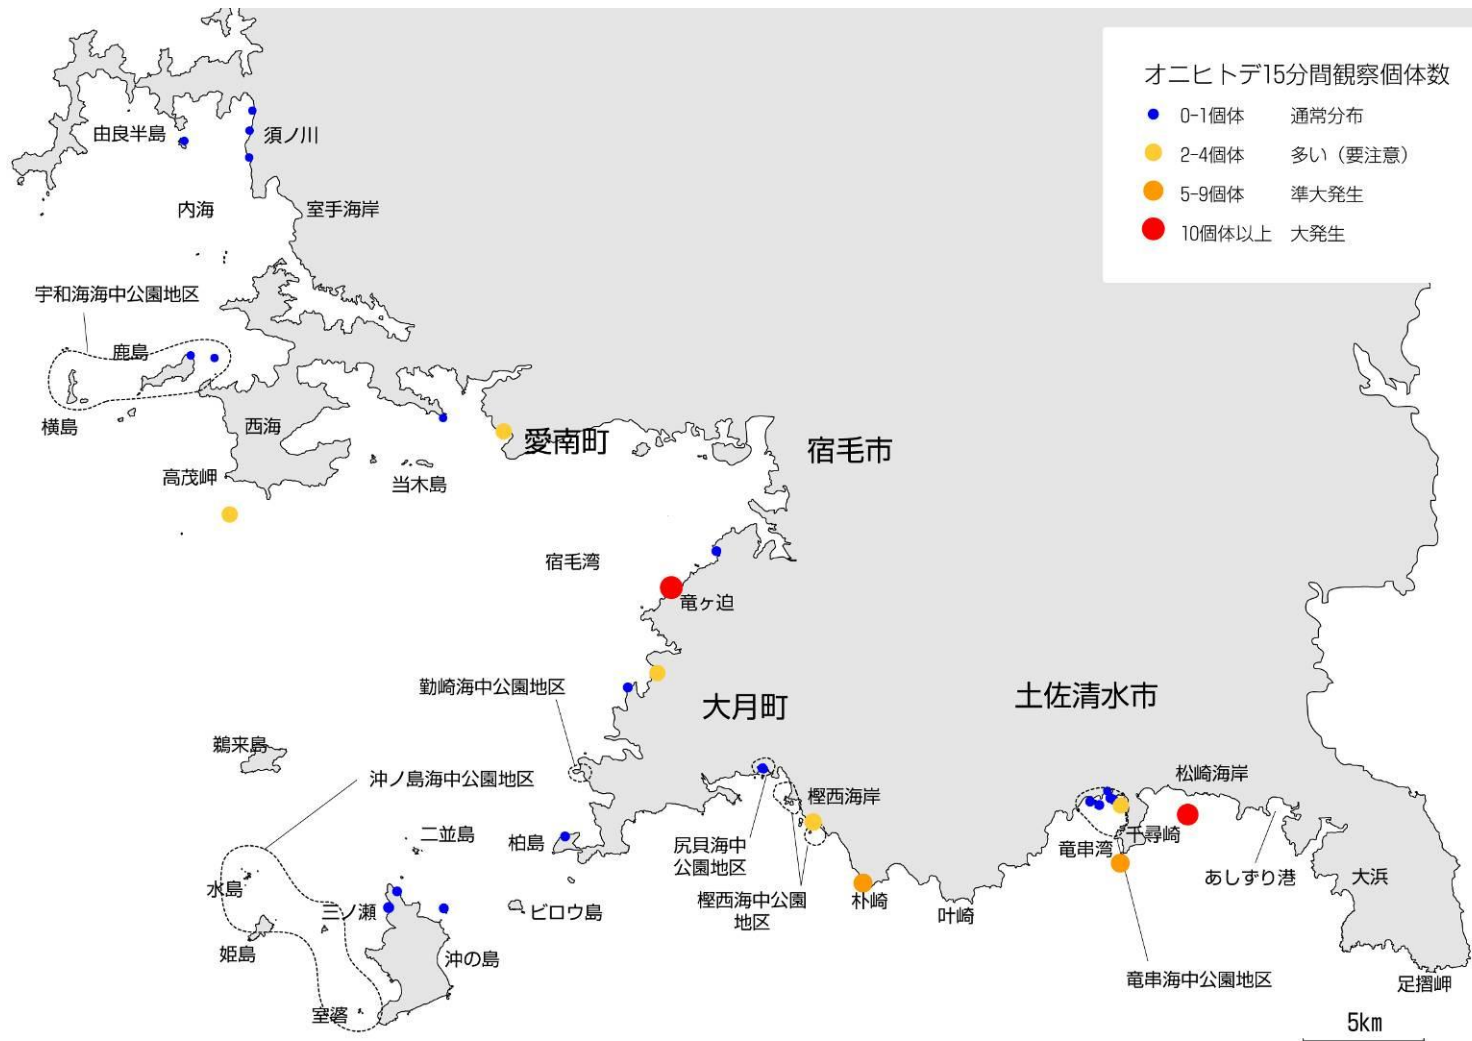 オニヒトデ15分間観察個体数
0-1個体 通常分布
2-4個体 多い（要注意）
5-9個体 準大発生
10個体以上 大発生
由良半島
須ノ川
内海
室手海岸
宇和海海中公園地区
鹿島
横島
西海
愛南町
宿毛市
高茂岬
当木島
宿毛湾
竜ヶ迫
勤崎海中公園地区
大月町
土佐清水市
鵜来島
沖ノ島海中公園地区
松崎海岸
樫西海岸
二並島
柏島
尻貝海中
公園地区
竜串湾
千尋崎
あしずり港
大浜
水島
三ノ瀬
ビロウ島
樫西海中公園
地区
朴崎
叶崎
姫島
沖の島
竜串海中公園地区
足摺岬
室碆
5km